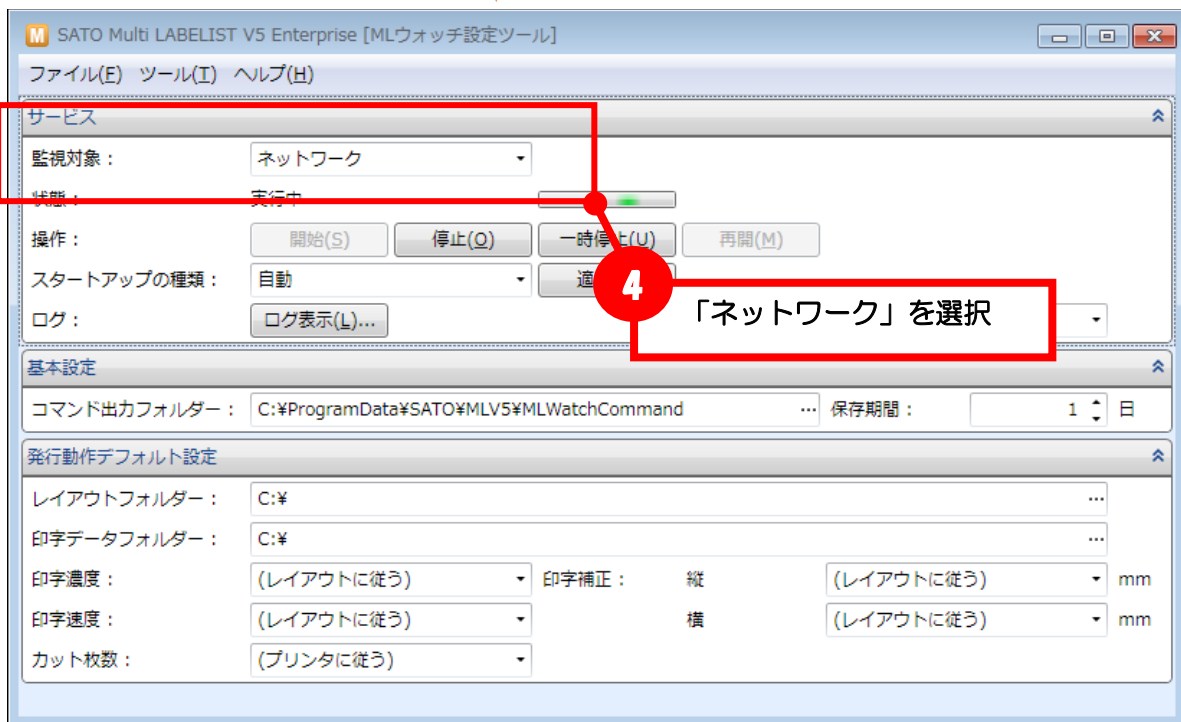 SATO Multi LABELIST V5 Enterprise [MLウォッチ設定ツール]
ファイル(F) ツール(T) ヘルプ(H)
サービス
監視対象： ネットワーク
状態： 実行中
操作： 開始(S) 停止(O) 一時停止(U) 再開(M)
スタートアップの種類： 自動
4
「ネットワーク」を選択
ログ： ログ表示(L)...
基本設定
コマンド出力フォルダー： C:¥ProgramData¥SATO¥MLV5¥MLWatchCommand ... 保存期間： 1 日
発行動作デフォルト設定
レイアウトフォルダー： C:¥ ...
印字データフォルダー： C:¥ ...
印字濃度： (レイアウトに従う) 印字補正： 縦 (レイアウトに従う) mm
印字速度： (レイアウトに従う) 横 (レイアウトに従う) mm
カット枚数： (プリンタに従う)